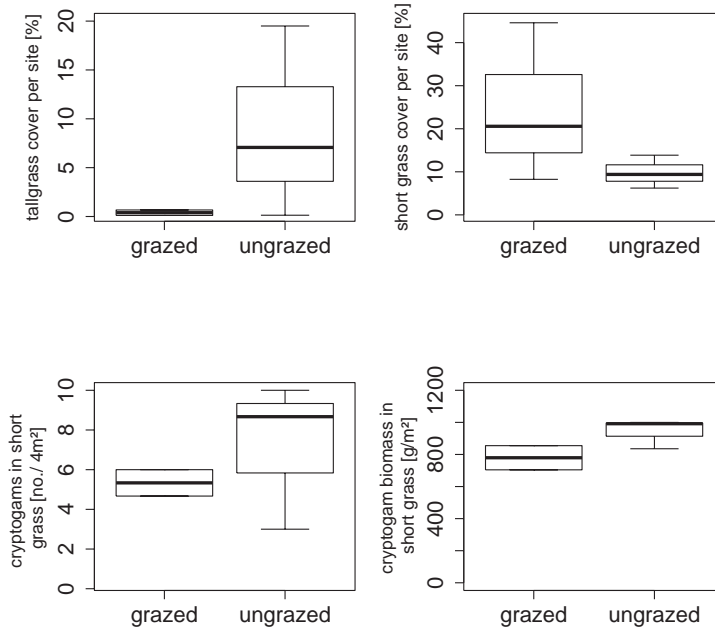 tallgrass cover per site [%]
20
15
10
5
0
grazed
ungrazed
short grass cover per site [%]
40
30
20
10
0
grazed
ungrazed
cryptogams in short
grass [no./ 4m²]
10
8
6
4
2
0
grazed
ungrazed
cryptogam biomass in
short grass [g/m²]
1200
800
400
0
grazed
ungrazed